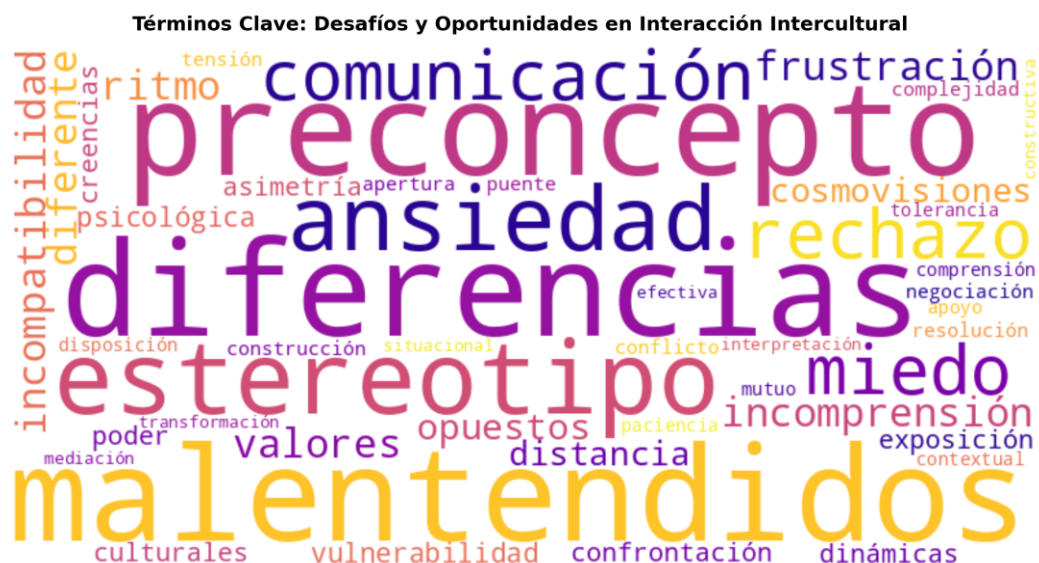 Términos Clave: Desafíos y Oportunidades en Interacción Intercultural
tensión
comunicación
frustración
incompatibilidad
diferente
creencias
ritmo
preconcepto
complejidad
constructiva
asimetría
apertura
puente
cosmovisiones
psicológica
ansiedad
rechazo
tolerancia
diferencias
efectiva
comprensión
negociación
apoyo
resolución
disposición
construcción
situacional
conflicto
interpretación
estereotipo
miedo
mutuo
transformación
opuestos
paciencia
incomprensión
poder
valores
distancia
exposición
mediación
contextual
malentendidos
culturales
vulnerabilidad
confrontación
dinámicas